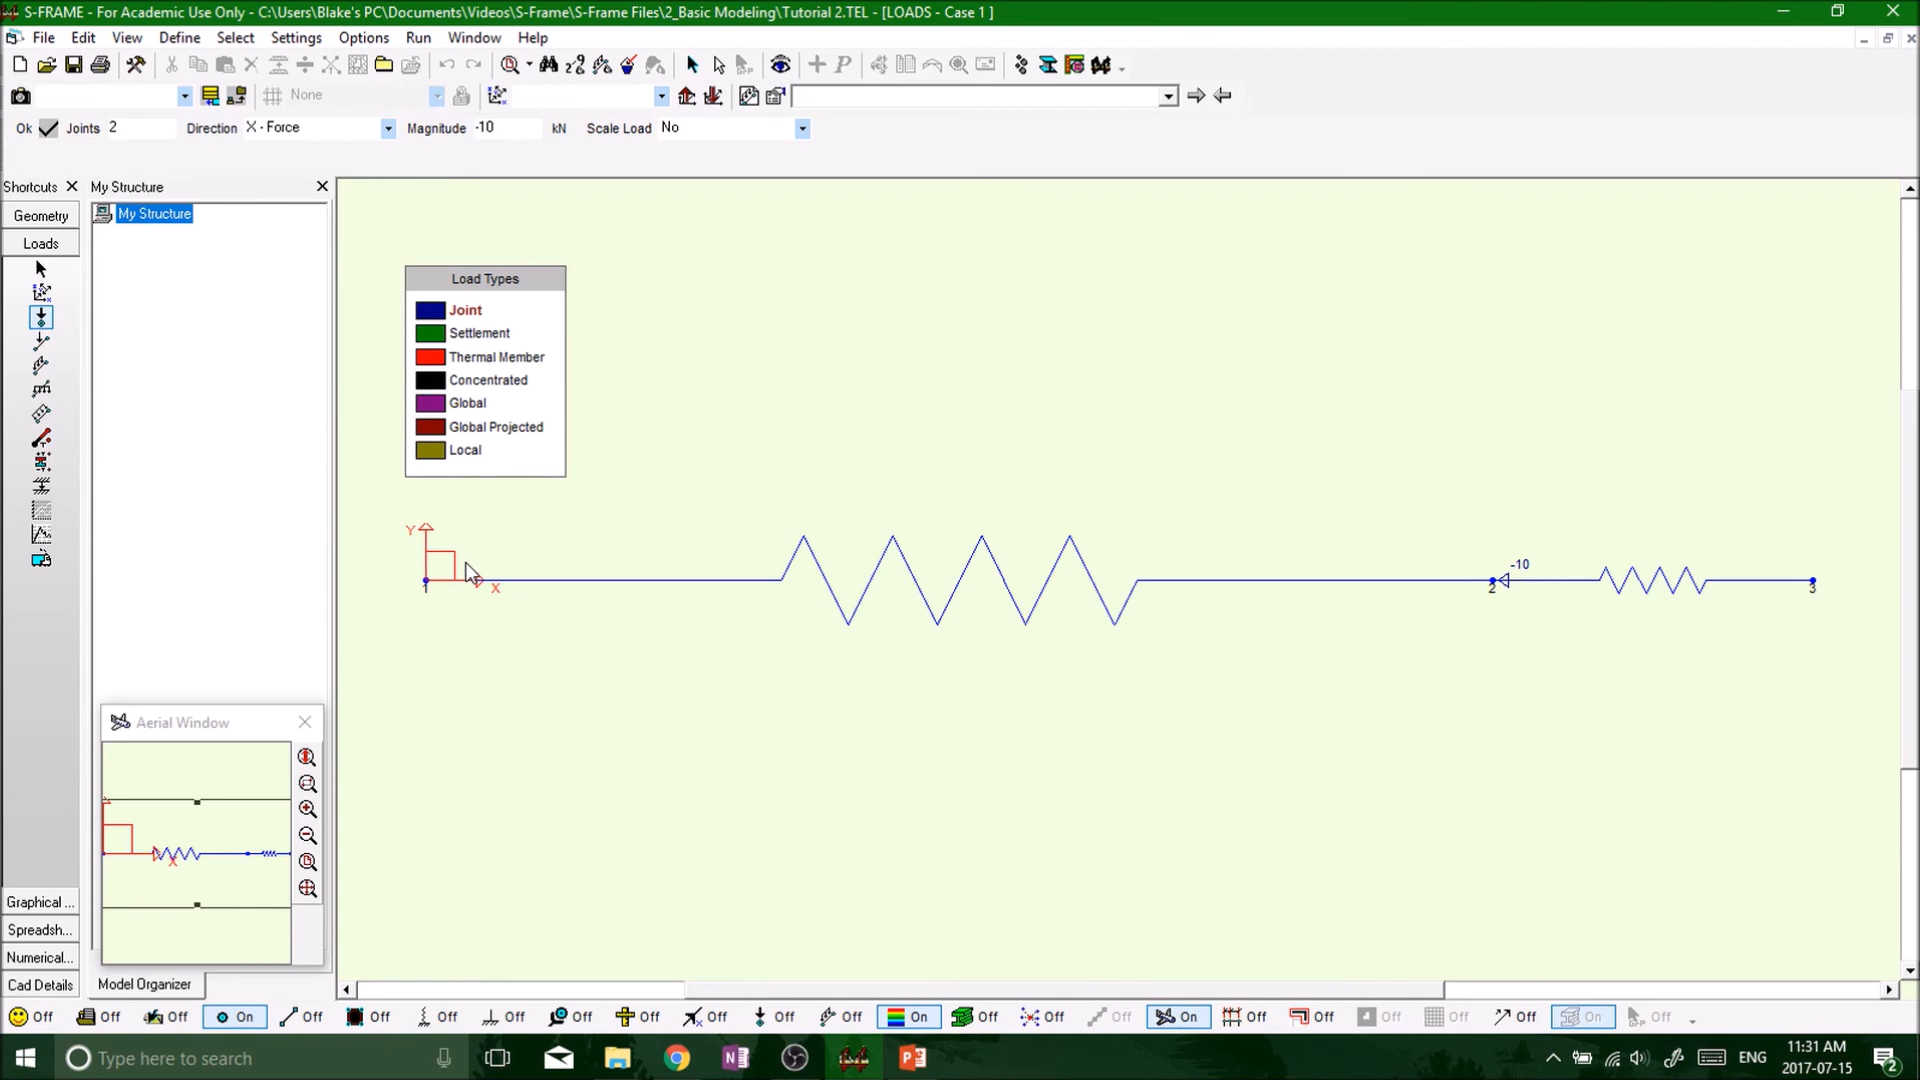 S-FRAME - For Academic Use Only - C:\Users\Blake's PC\Documents\Videos\S-Frame\S-Frame Files\2_Basic Modeling\Tutorial 2.TEL - [LOADS - Case 1 ]
File Edit View Define Select Settings Options Run Window Help
None
Ok Joints 2 Direction X - Force Magnitude -10 kN Scale Load No
Shortcuts My Structure
Geometry My Structure
Loads
Load Types
Joint
Settlement
Thermal Member
Concentrated
Global
Global Projected
Local
Y
X
1
-10
2
3
Aerial Window
X
Graphical ...
Spreadsh...
Numerical...
Cad Details Model Organizer
Off Off Off On Off Off Off Off Off Off Off Off Off On Off Off Off On Off Off Off Off Off On Off
Type here to search
ENG
11:31 AM
2017-07-15
2